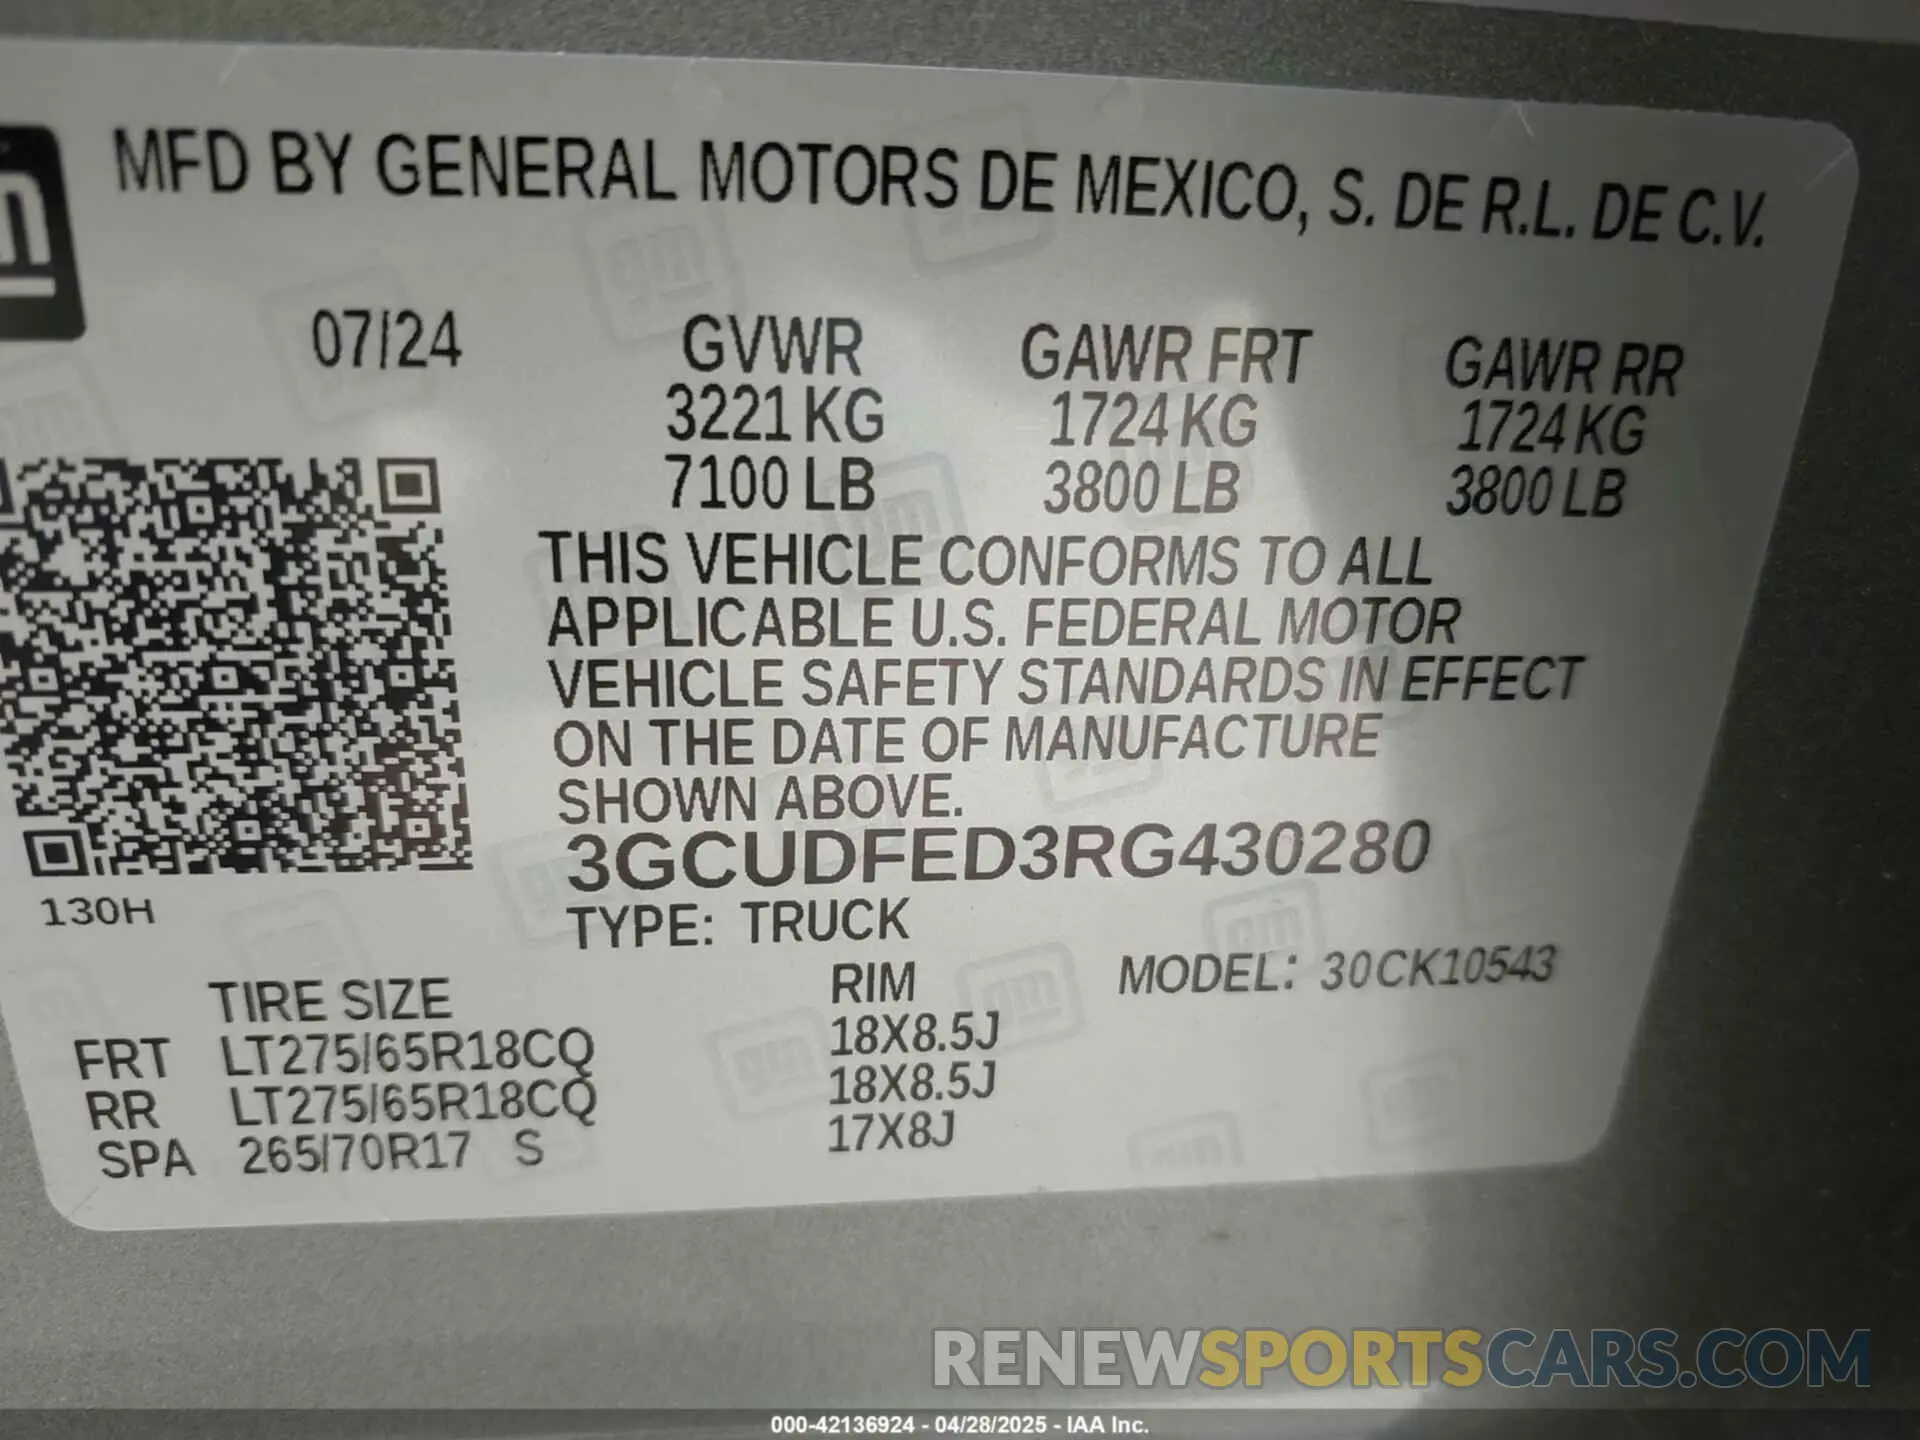 MFD BY GENERAL MOTORS DE MEXICO, S. DE R.L. DE C.V.
07/24 GVWR GAWR FRT GAWR RR
3221 KG 1724 KG 1724 KG
7100 LB 3800 LB 3800 LB
THIS VEHICLE CONFORMS TO ALL
APPLICABLE U.S. FEDERAL MOTOR
VEHICLE SAFETY STANDARDS IN EFFECT
ON THE DATE OF MANUFACTURE
SHOWN ABOVE.
3GCUDFED3RG430280
130H
TYPE: TRUCK
MODEL: 30CK10543
TIRE SIZE RIM
FRT LT275/65R18CQ 18X8.5J
RR LT275/65R18CQ 18X8.5J
SPA 265/70R17 S 17X8J
RENEWSPORTSCARS.COM
000-42136924 - 04/28/2025 - IAA Inc.